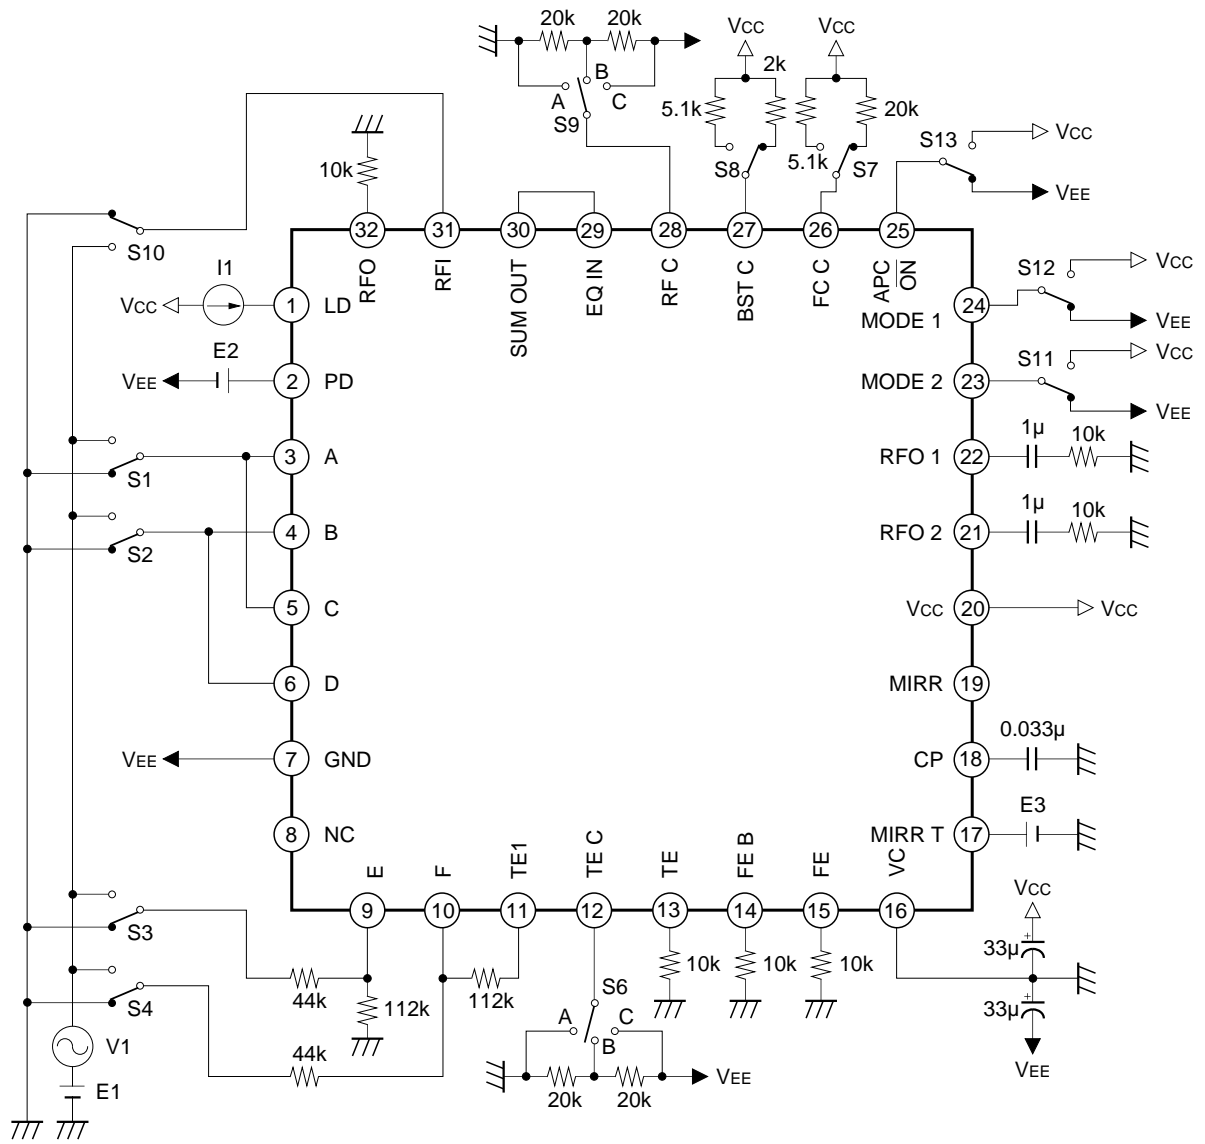 20k 20k
VCC VCC
B
A C
S9
2k
5.1k 20k
S8 5.1k S7
S13 VCC
VEE
10k
S10
32 31 30 29 28 27 26 25
RFO RFI SUM OUT EQ IN RF C BST C FC C APC ON
I1
VCC 1 LD
E2
VEE 2 PD
S1 3 A
S2 4 B
5 C
6 D
VEE 7 GND
8 NC
S12 VCC
MODE 1 24 VEE
S11 VCC
MODE 2 23 VEE
1μ 10k
RFO 1 22
1μ 10k
RFO 2 21
VCC 20 VCC
MIRR 19
0.033μ
CP 18
E3
MIRR T 17
E F TE1 TE C TE FE B FE VC
9 10 11 12 13 14 15 16
S3
S4
44k 112k 112k
44k
10k 10k 10k
S6
A C
B
20k 20k
VEE
VCC
33μ +
33μ +
VEE
V1
E1